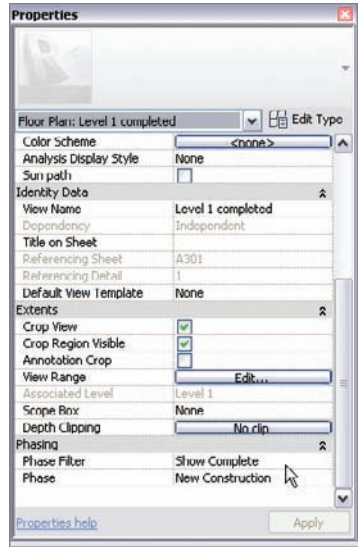 Properties
Floor Plan: Level 1 completed Edit Type
Color Scheme <none>
Analysis Display Style None
Sun path
Identity Data
View Name Level 1 completed
Dependency Independent
Title on Sheet
Referencing Sheet A301
Referencing Detail 1
Default View Template None
Extents
Crop View
Crop Region Visible
Annotation Crop
View Range Edit...
Associated Level Level 1
Scope Box None
Depth Clipping No clip
Phasing
Phase Filter Show Complete
Phase New Construction
Properties help Apply